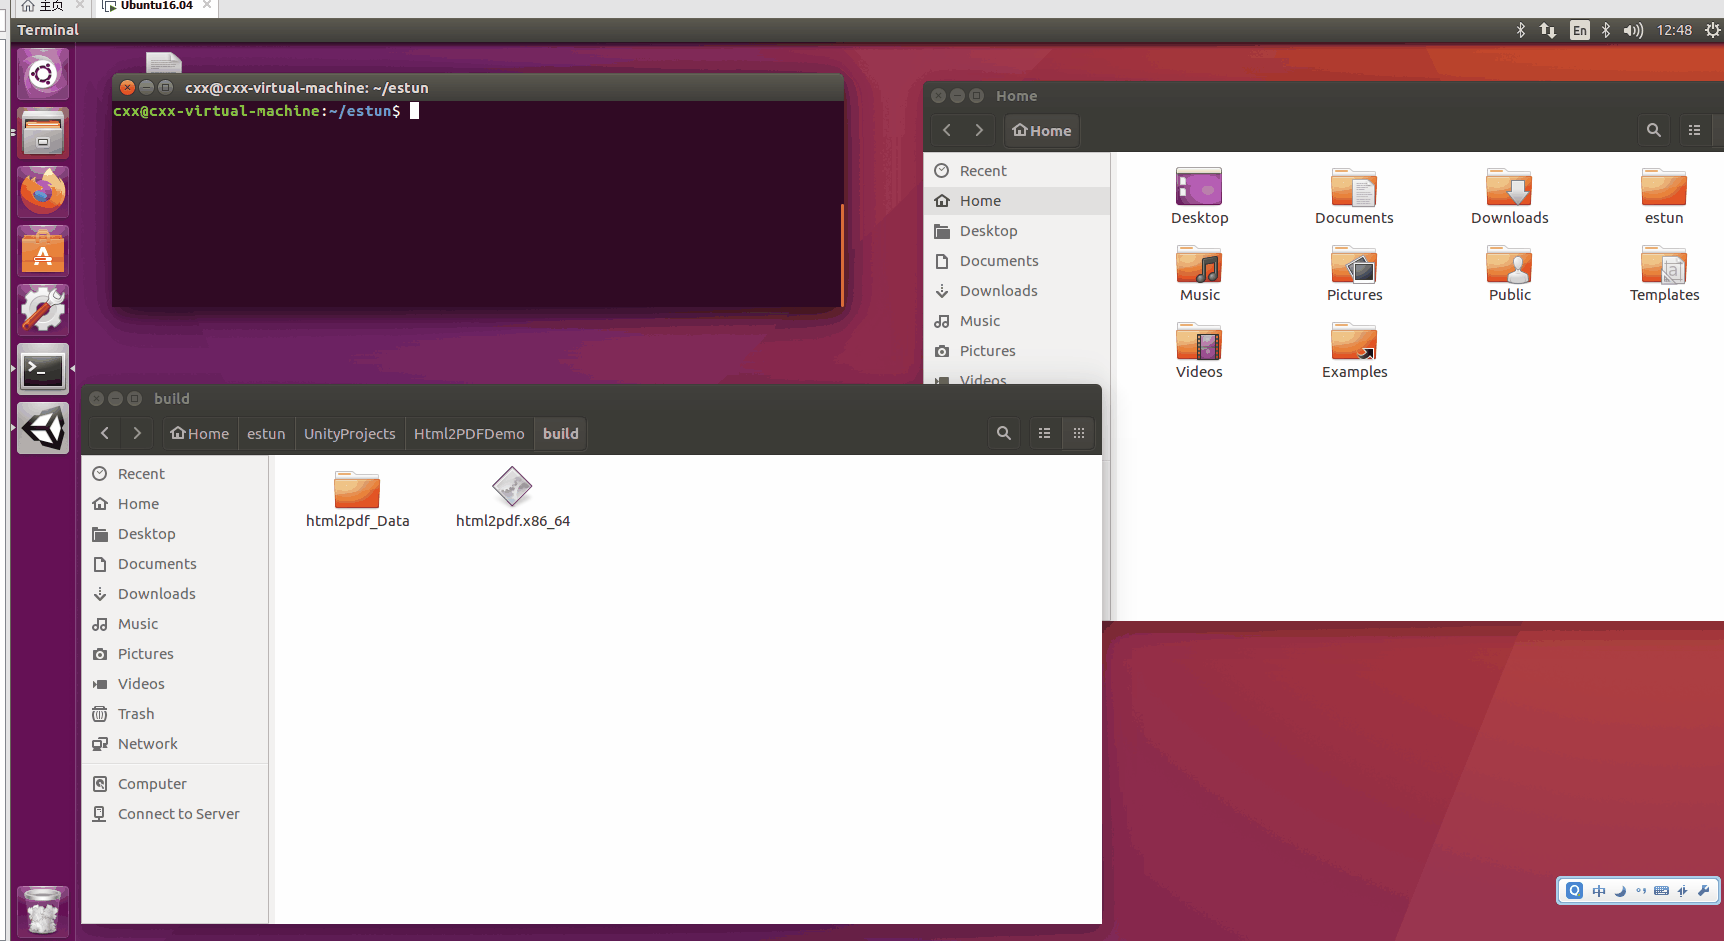 主页
Ubuntu16.04
Terminal
En
12:48
cxx@cxx-virtual-machine: ~/estun
cxx@cxx-virtual-machine:~/estun$
Home
Home
Recent
Home
Desktop
Documents
Downloads
Music
Pictures
Videos
Desktop
Documents
Downloads
estun
Music
Pictures
Public
Templates
Videos
Examples
build
Home estun UnityProjects Html2PDFDemo build
Recent
Home
Desktop
Documents
Downloads
Music
Pictures
Videos
Trash
Network
Computer
Connect to Server
html2pdf_Data
html2pdf.x86_64
中